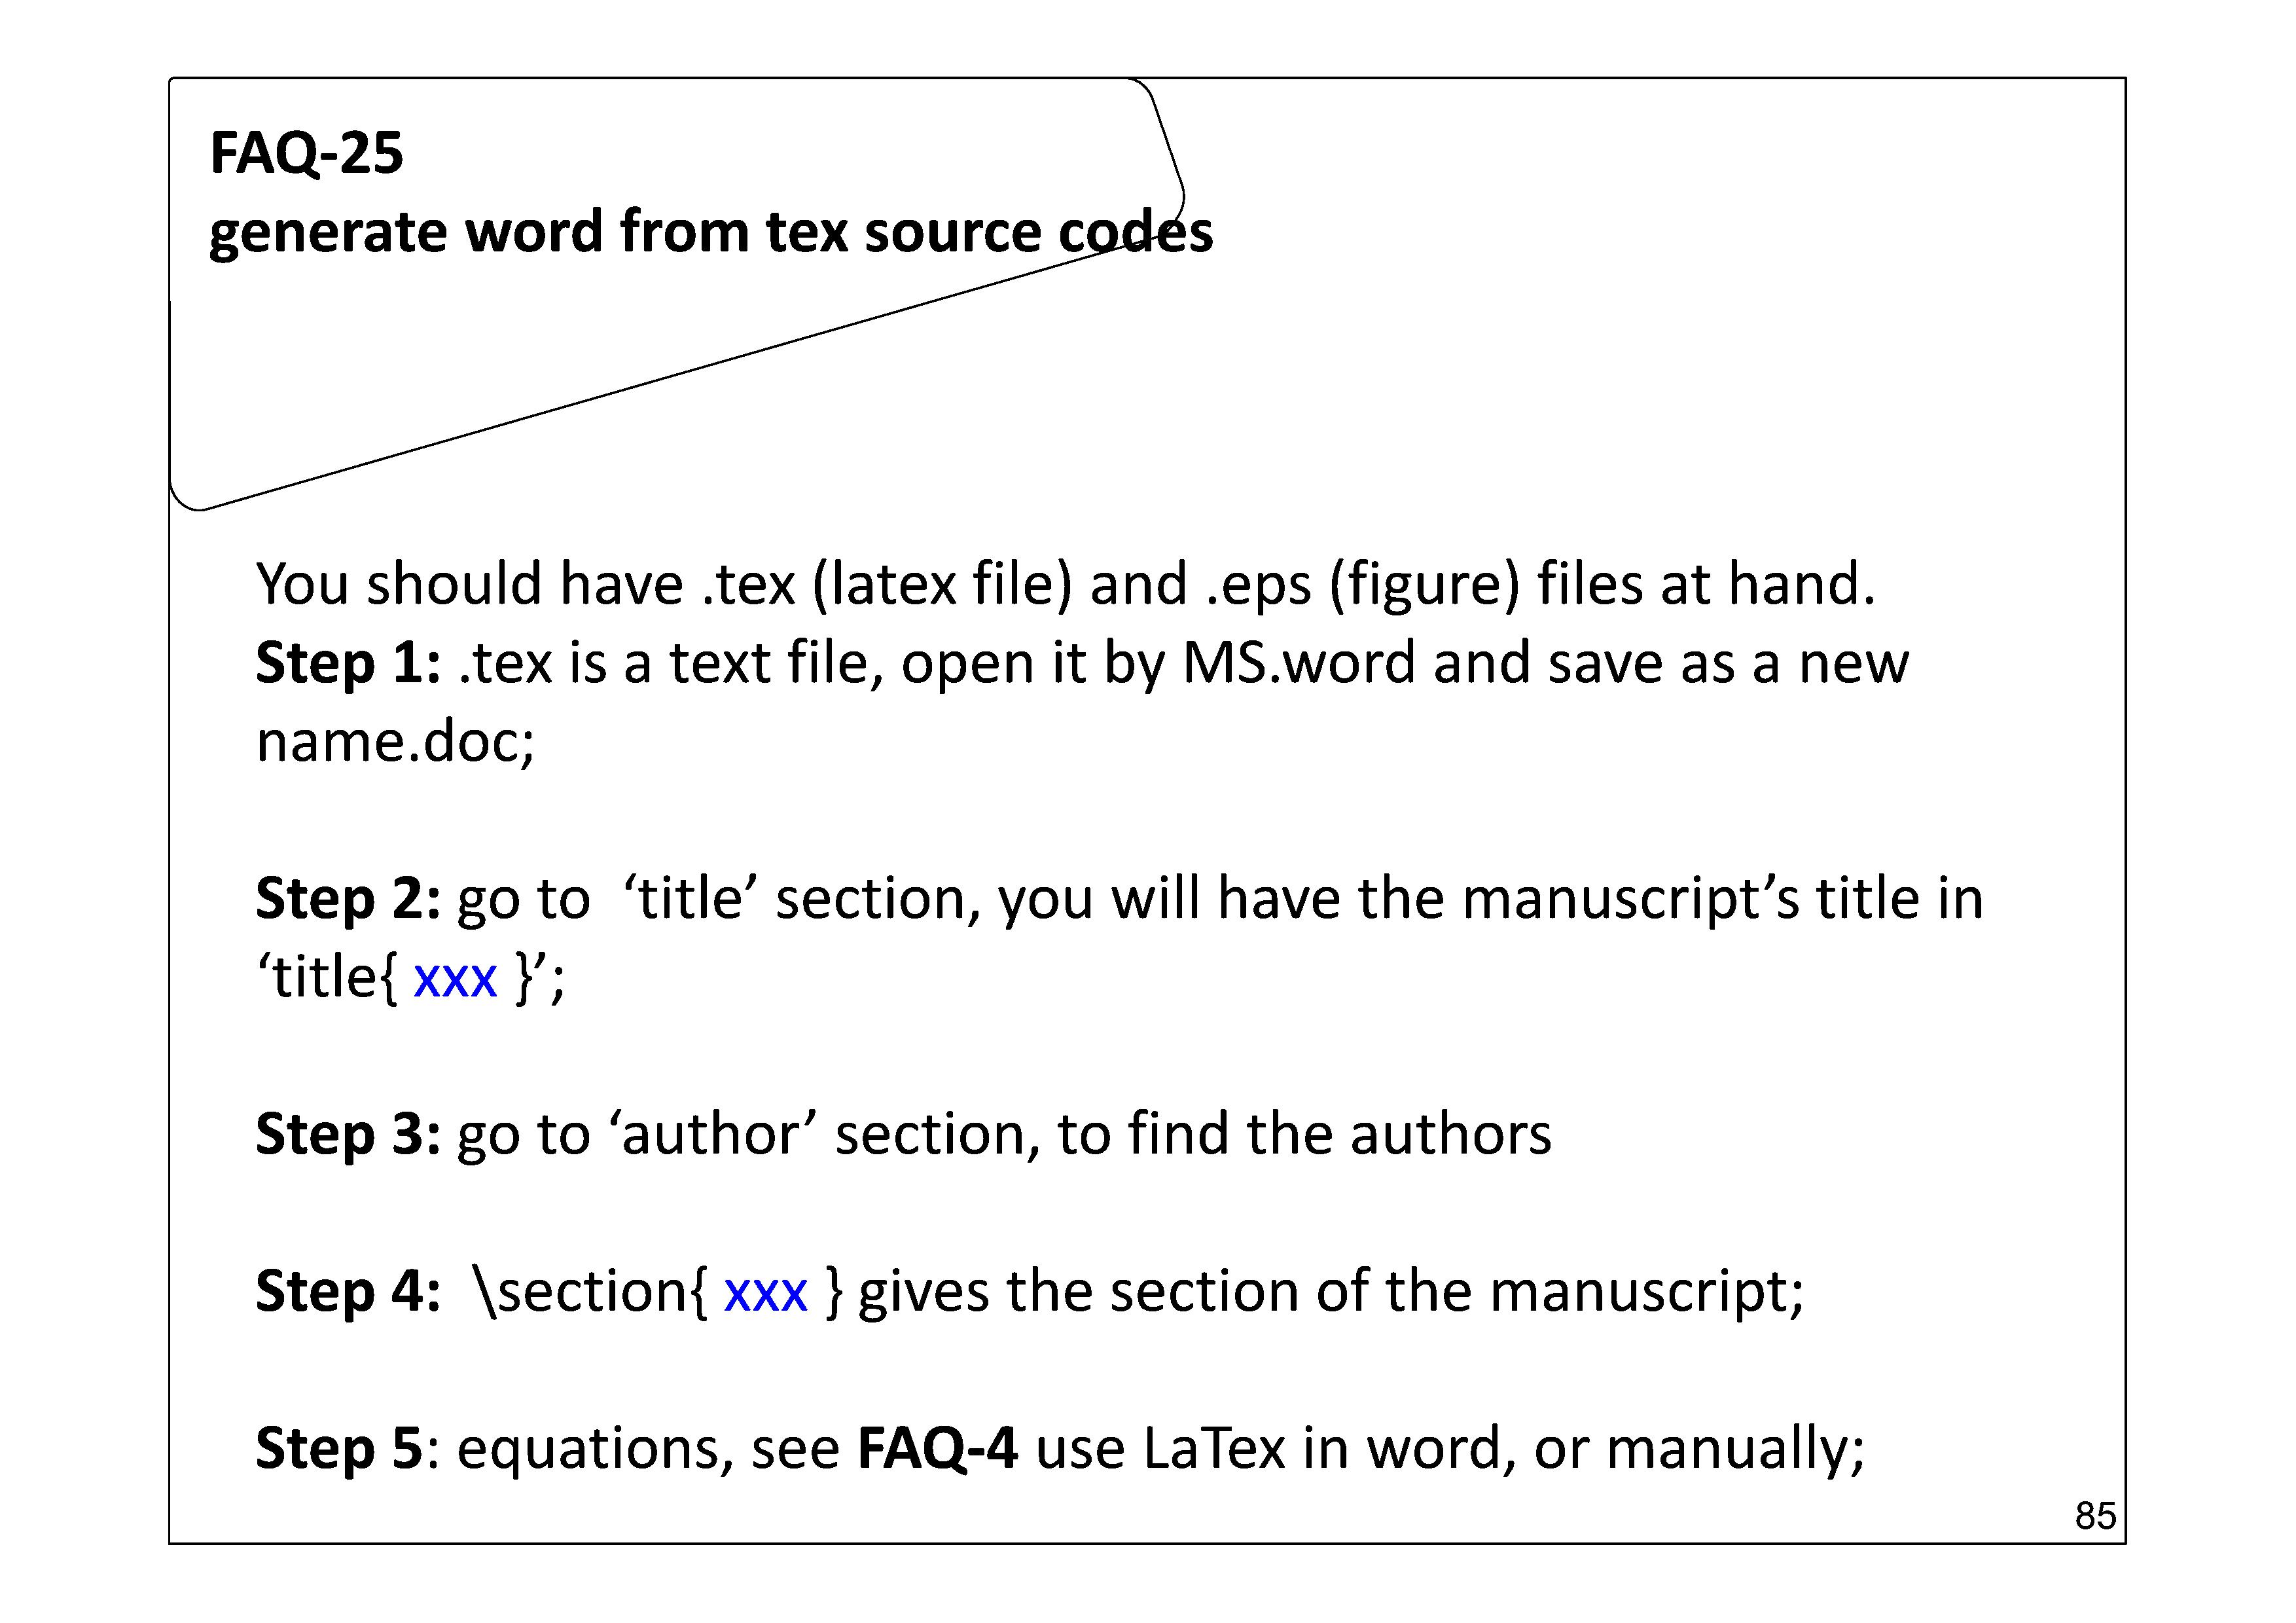 FAQ-25
generate word from tex source codes
You should have .tex (latex file) and .eps (figure) files at hand.
Step 1: .tex is a text file, open it by MS.word and save as a new
name.doc;
Step 2: go to  ‘title’ section, you will have the manuscript’s title in
‘title{ xxx }’;
Step 3: go to ‘author’ section, to find the authors
Step 4:  \section{ xxx } gives the section of the manuscript;
Step 5: equations, see FAQ-4 use LaTex in word, or manually;
85